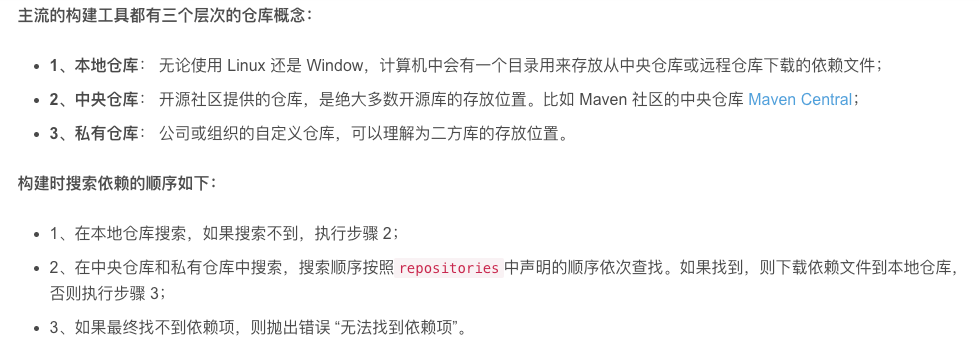 主流的构建工具都有三个层次的仓库概念：
1、本地仓库： 无论使用 Linux 还是 Window，计算机中会有一个目录用来存放从中央仓库或远程仓库下载的依赖文件；
2、中央仓库： 开源社区提供的仓库，是绝大多数开源库的存放位置。比如 Maven 社区的中央仓库 Maven Central；
3、私有仓库： 公司或组织的自定义仓库，可以理解为二方库的存放位置。
构建时搜索依赖的顺序如下：
1、在本地仓库搜索，如果搜索不到，执行步骤 2；
2、在中央仓库和私有仓库中搜索，搜索顺序按照 repositories 中声明的顺序依次查找。如果找到，则下载依赖文件到本地仓库，
否则执行步骤 3；
3、如果最终找不到依赖项，则抛出错误 “无法找到依赖项”。